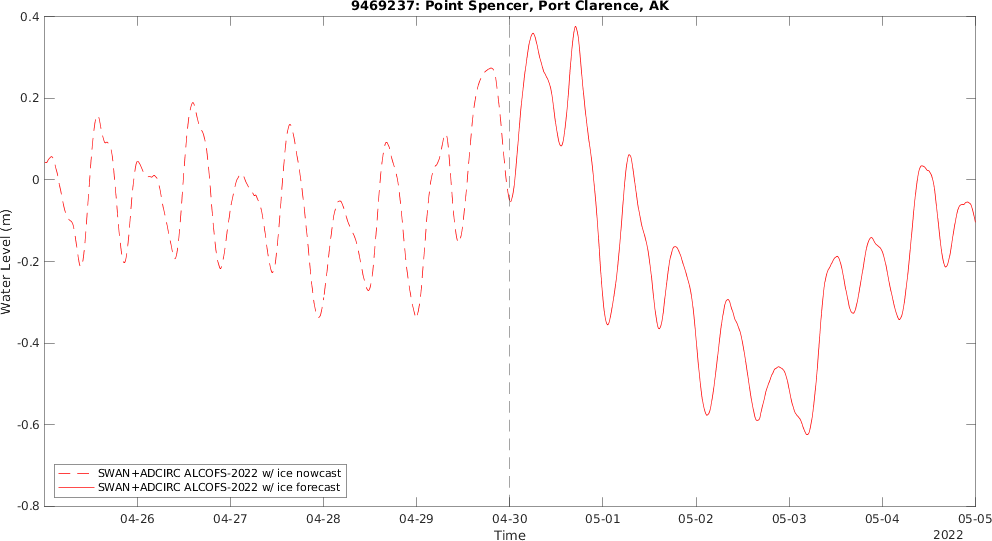 9469237: Point Spencer, Port Clarence, AK
0.4
0.2
0
-0.2
-0.4
-0.6
-0.8
Water Level (m)
SWAN+ADCIRC ALCOFS-2022 w/ ice nowcast
SWAN+ADCIRC ALCOFS-2022 w/ ice forecast
04-26 04-27 04-28 04-29 04-30 05-01 05-02 05-03 05-04 05-05
Time
2022